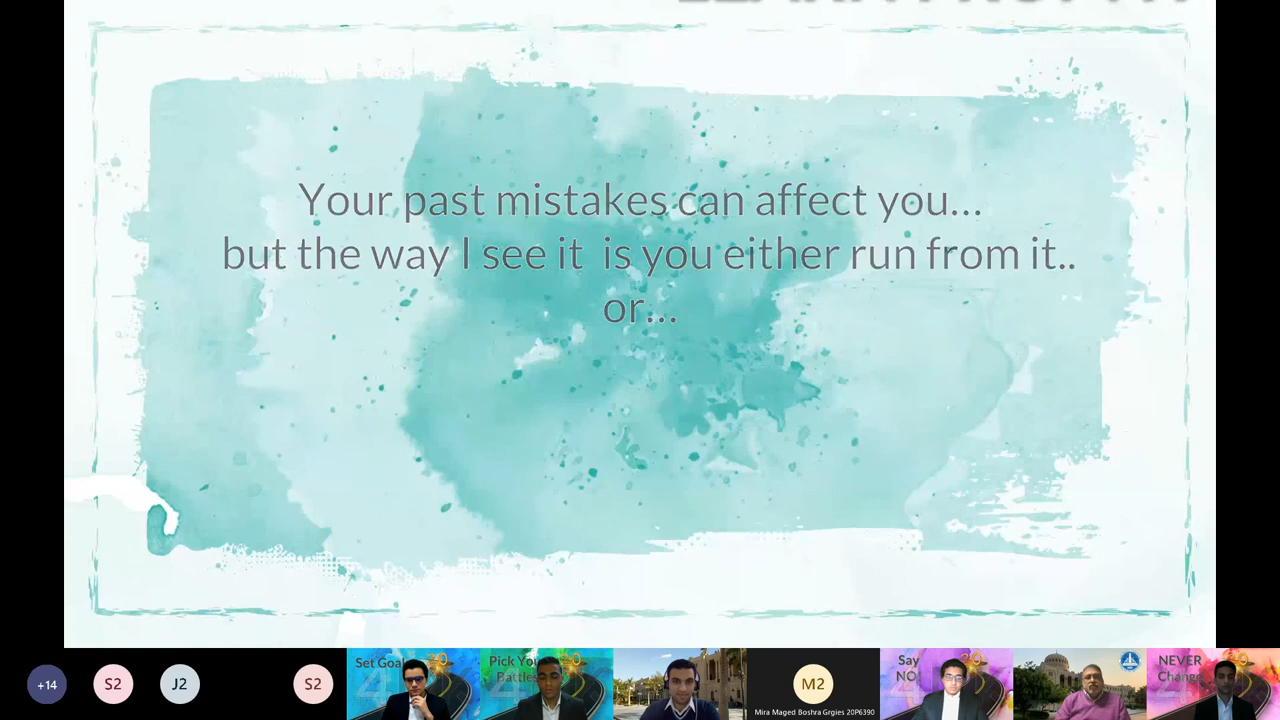 Your past mistakes can affect you...
but the way I see it is you either run from it..
or...
+14
S2
J2
S2
Set Goal
Pick You
Battles
M2
Mira Maged Boshra Grgies 20P6390
Say
NO
NEVER
Change